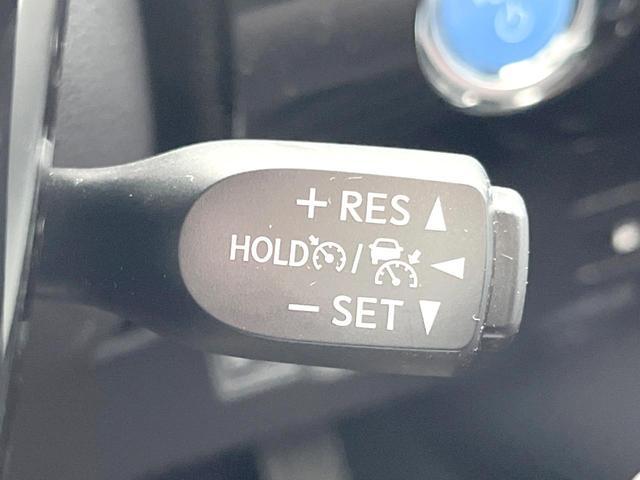 + RES ▲
HOLD / ◀
− SET ▼